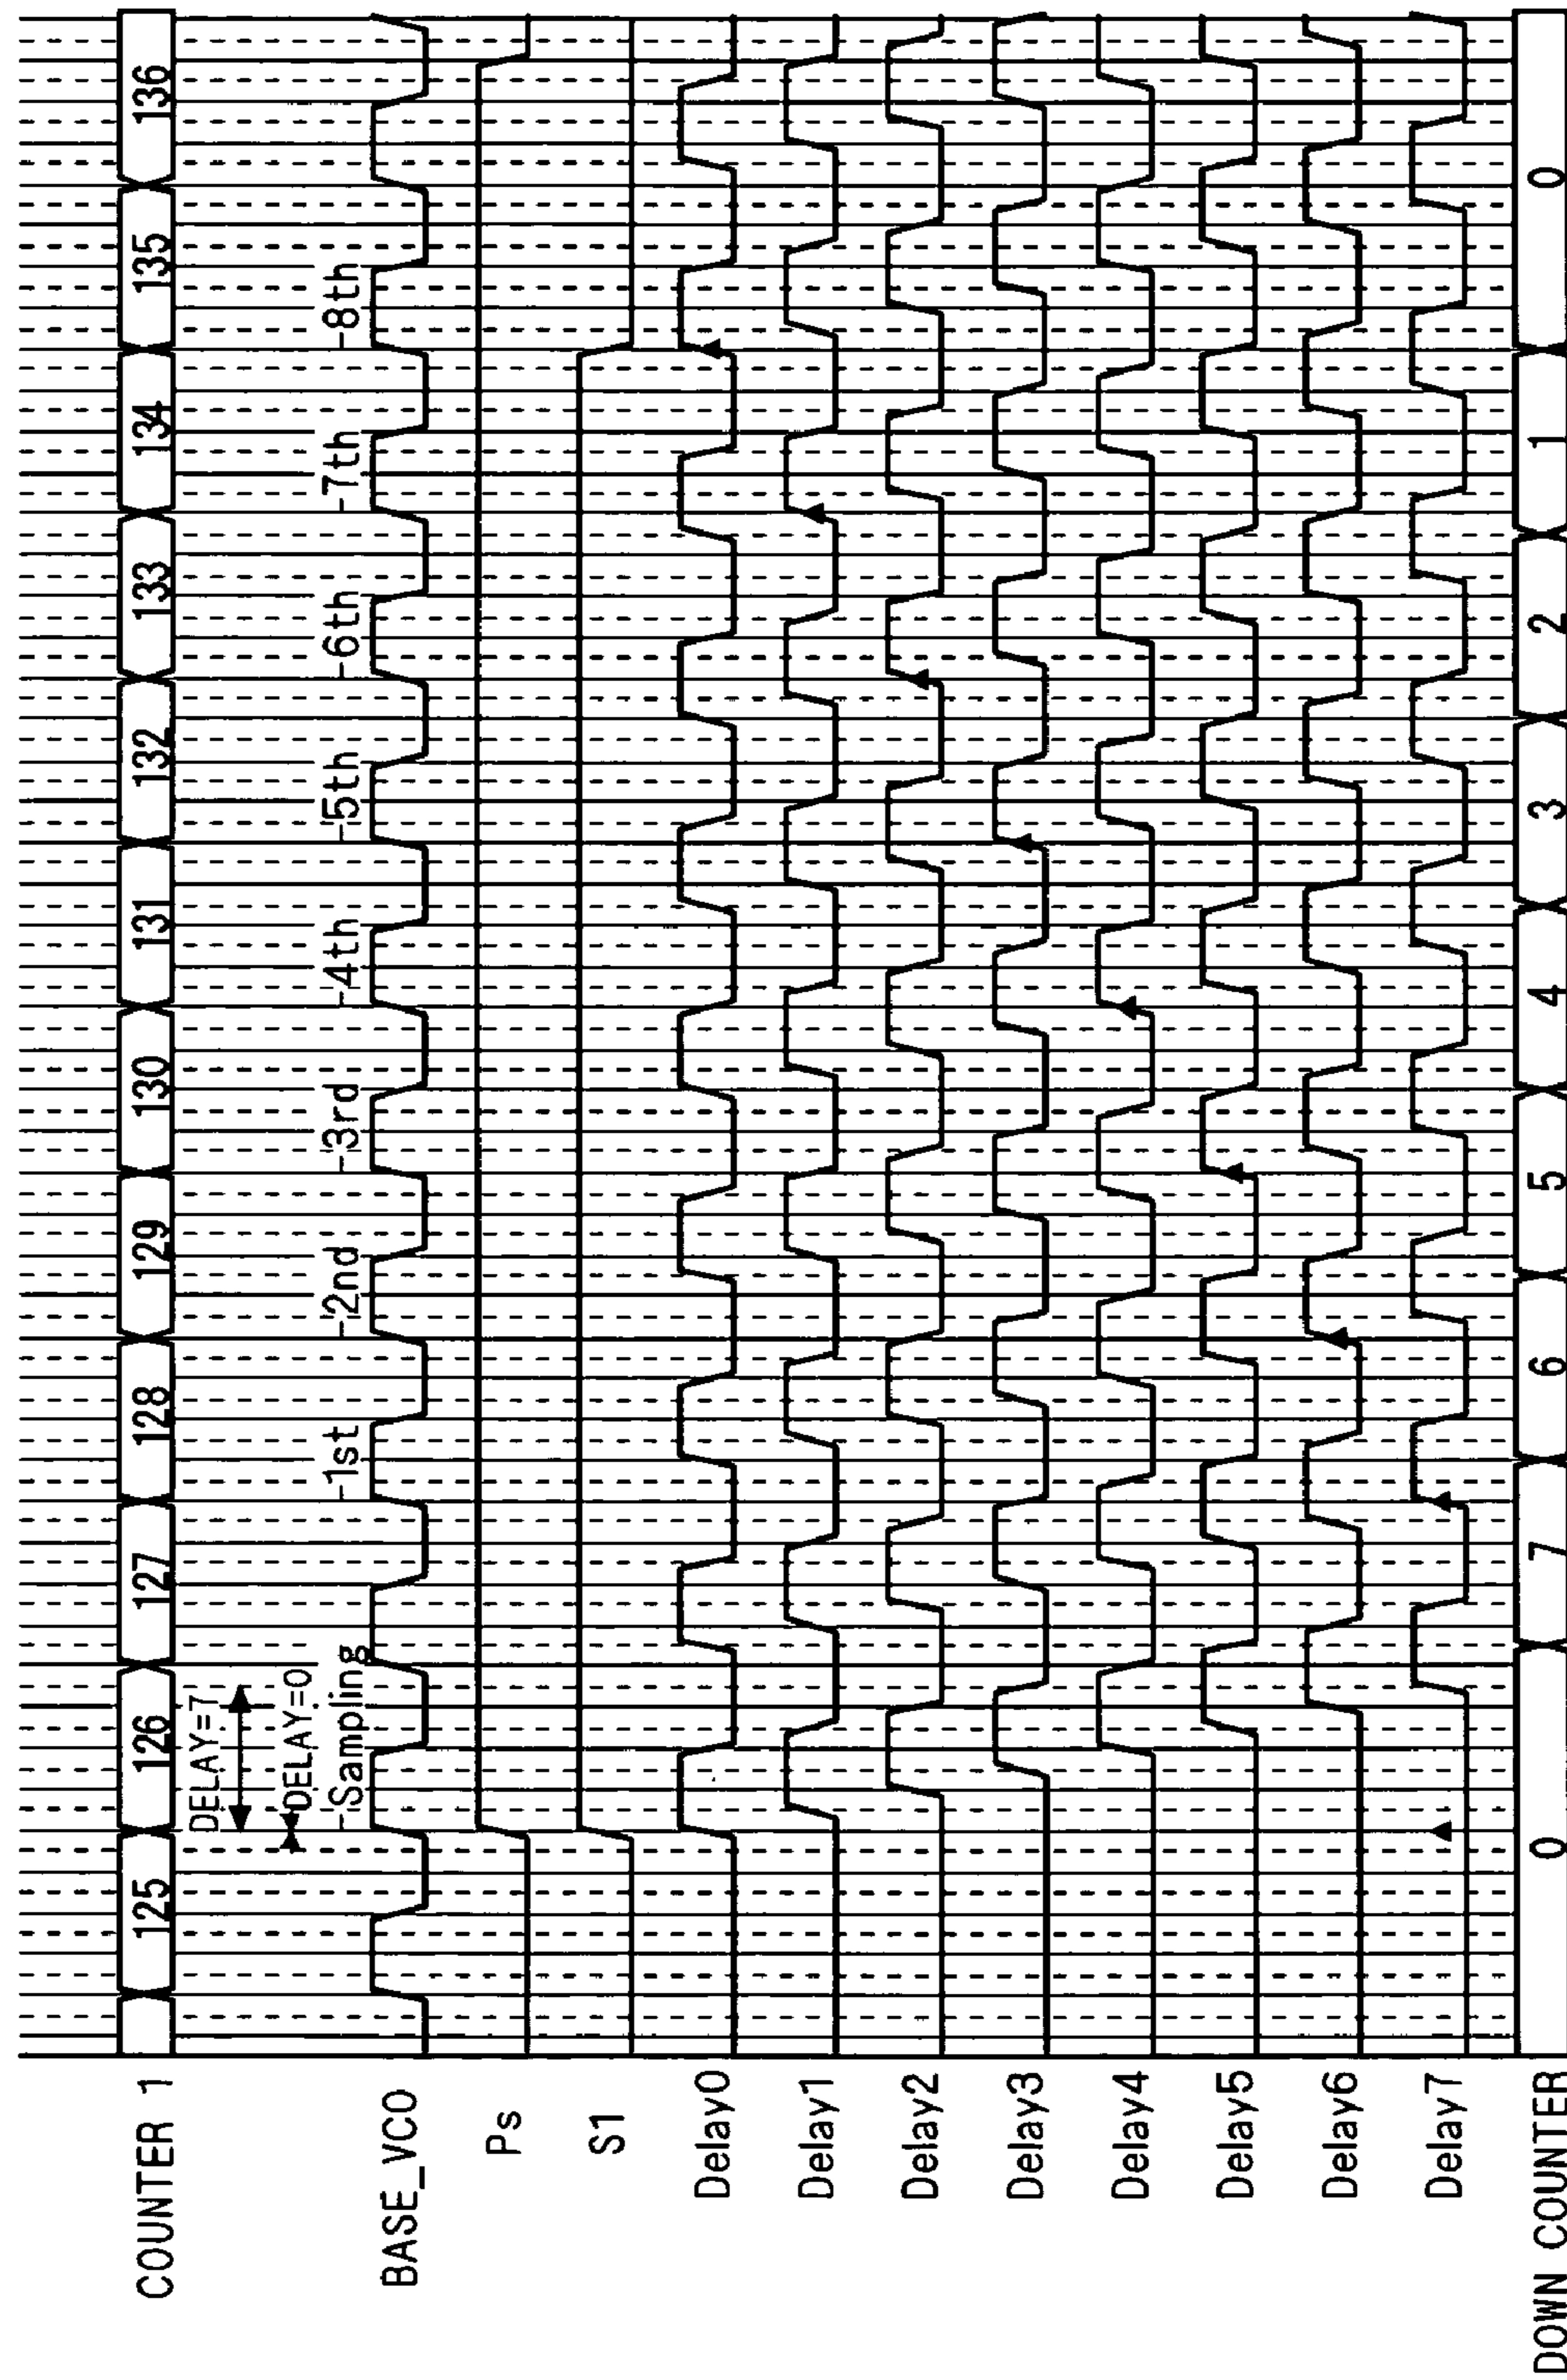 COUNTER 1
125
126
127
128
129
130
131
132
133
134
135
136
DELAY=7
DELAY=0
Sampling
1st
2nd
3rd
4th
5th
6th
7th
8th
BASE_VCO
Ps
S1
Delay0
Delay1
Delay2
Delay3
Delay4
Delay5
Delay6
Delay7
DOWN COUNTER
0
7
6
5
4
3
2
1
0